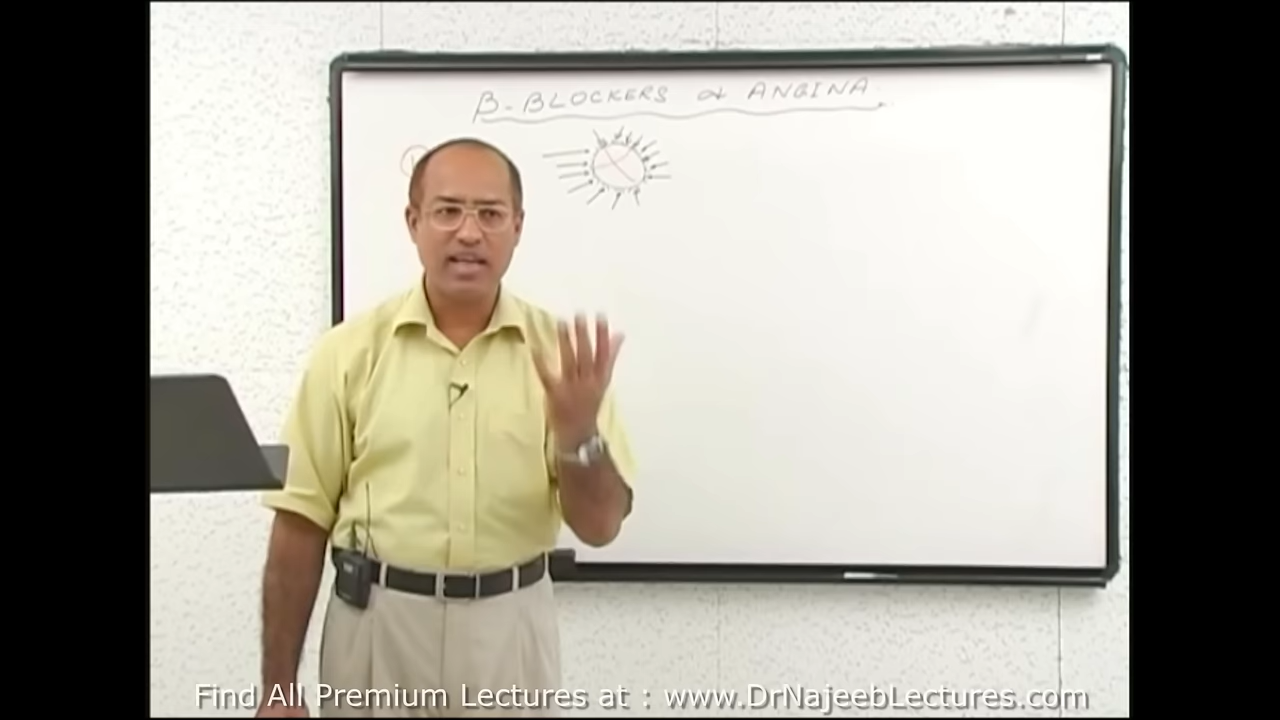 β-BLOCKERS & ANGINA
Find All Premium Lectures at : www.DrNajeebLectures.com